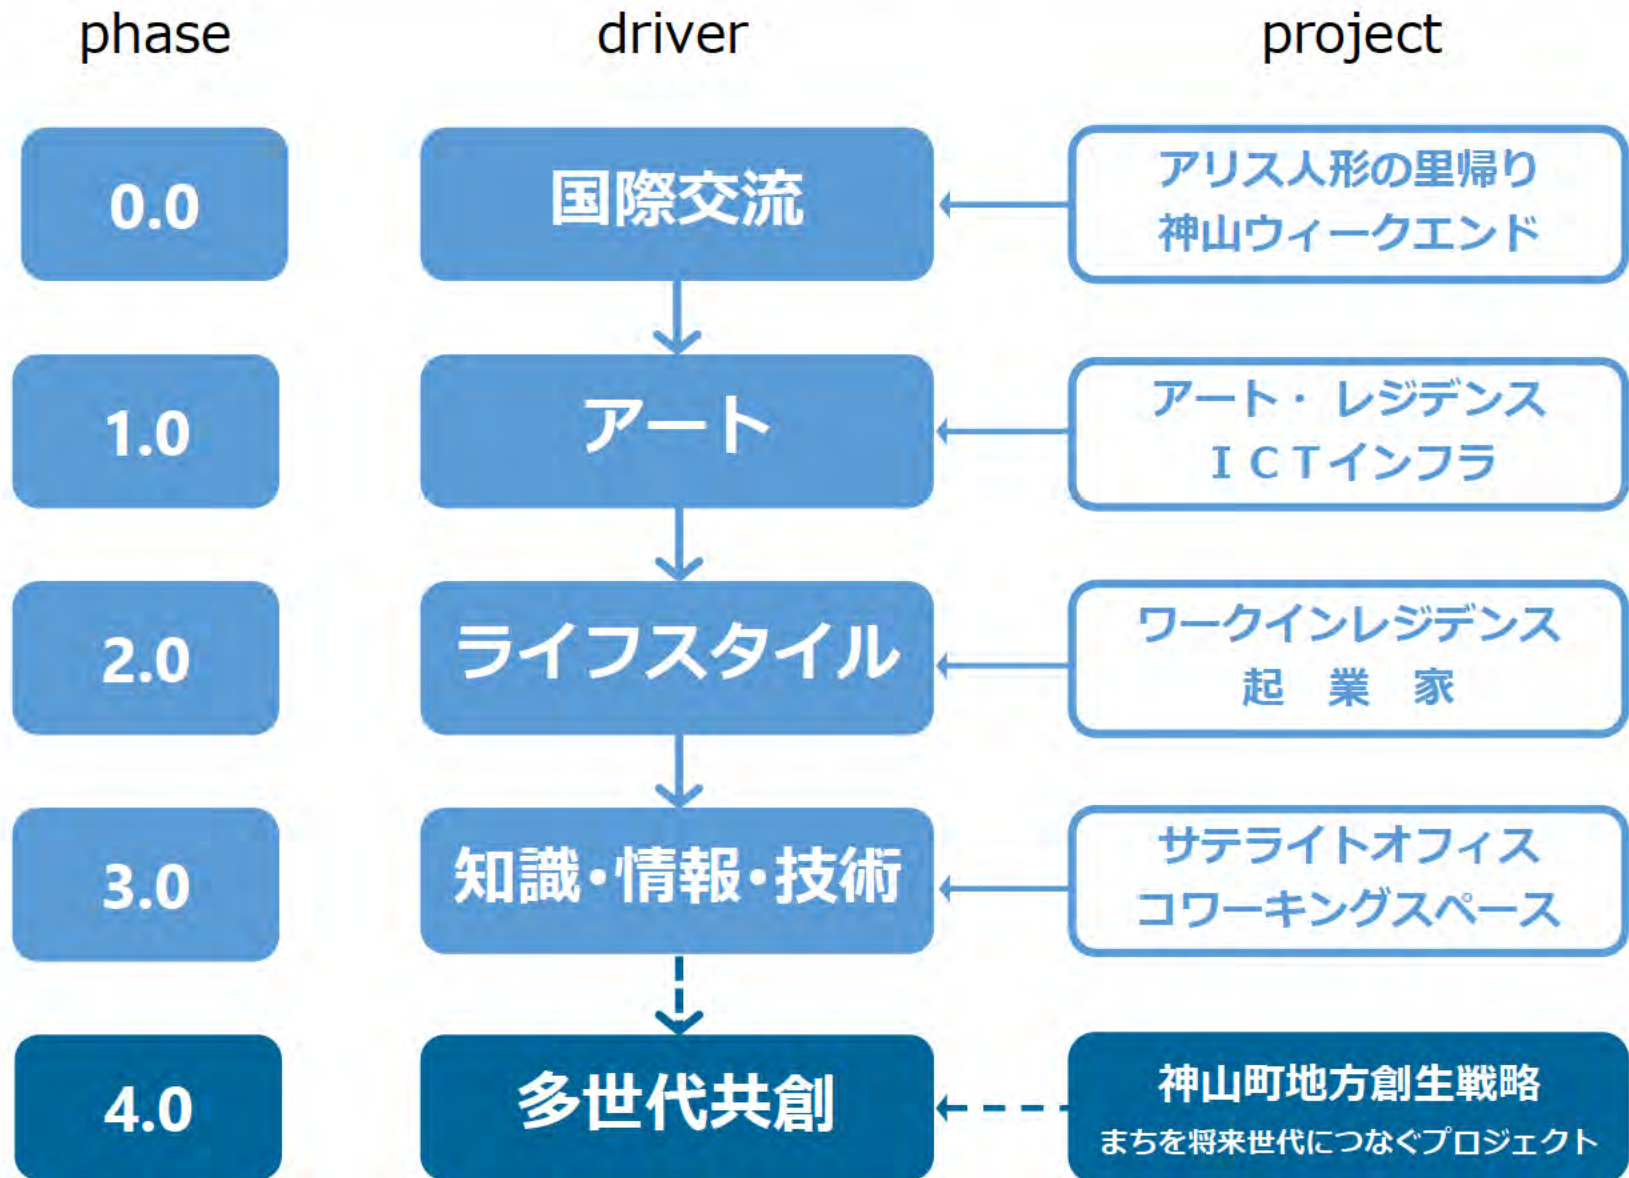 phase driver project
0.0 国際交流 アリス人形の里帰り
神山ウィークエンド
1.0 アート アート・レジデンス
ＩＣＴインフラ
2.0 ライフスタイル ワークインレジデンス
起　業　家
3.0 知識・情報・技術 サテライトオフィス
コワーキングスペース
4.0 多世代共創 神山町地方創生戦略
まちを将来世代につなぐプロジェクト